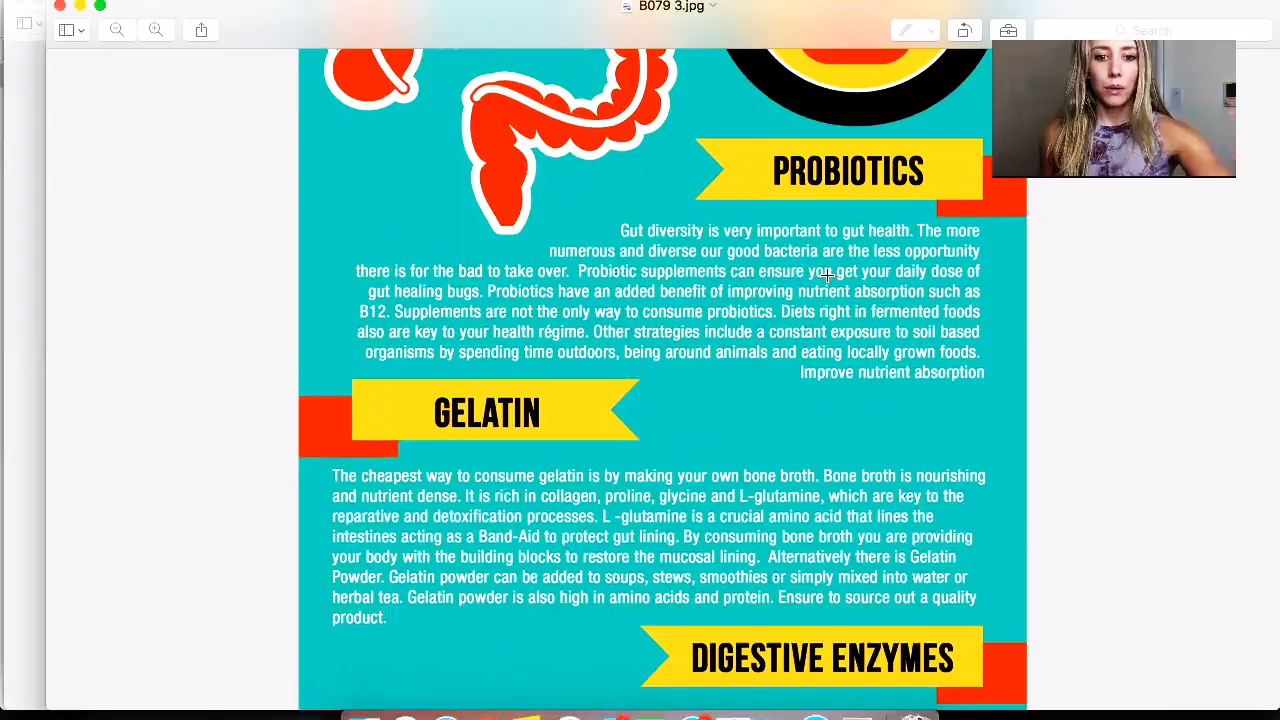 B079 3.jpg
Search
PROBIOTICS
Gut diversity is very important to gut health. The more
numerous and diverse our good bacteria are the less opportunity
there is for the bad to take over. Probiotic supplements can ensure you get your daily dose of
gut healing bugs. Probiotics have an added benefit of improving nutrient absorption such as
B12. Supplements are not the only way to consume probiotics. Diets right in fermented foods
also are key to your health régime. Other strategies include a constant exposure to soil based
organisms by spending time outdoors, being around animals and eating locally grown foods.
Improve nutrient absorption
GELATIN
The cheapest way to consume gelatin is by making your own bone broth. Bone broth is nourishing
and nutrient dense. It is rich in collagen, proline, glycine and L-glutamine, which are key to the
reparative and detoxification processes. L -glutamine is a crucial amino acid that lines the
intestines acting as a Band-Aid to protect gut lining. By consuming bone broth you are providing
your body with the building blocks to restore the mucosal lining. Alternatively there is Gelatin
Powder. Gelatin powder can be added to soups, stews, smoothies or simply mixed into water or
herbal tea. Gelatin powder is also high in amino acids and protein. Ensure to source out a quality
product.
DIGESTIVE ENZYMES